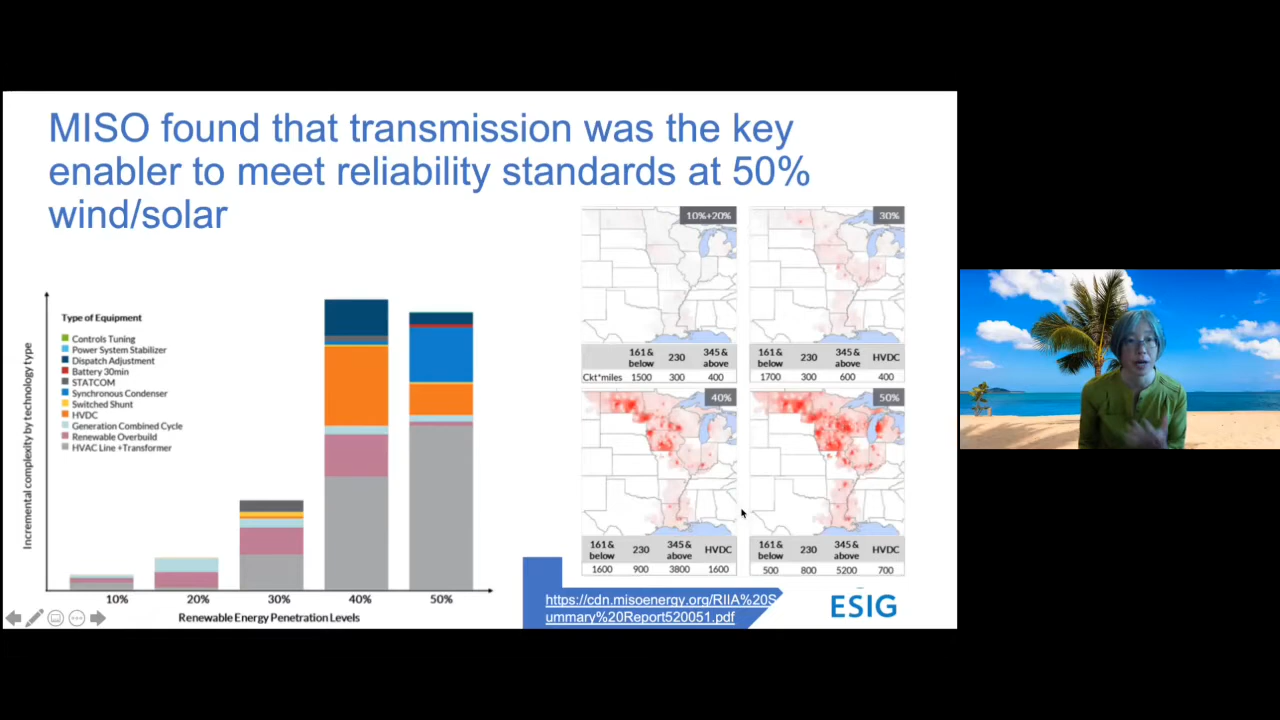 MISO found that transmission was the key
enabler to meet reliability standards at 50%
wind/solar
Incremental complexity by technology type
Type of Equipment
Controls Tuning
Power System Stabilizer
Dispatch Adjustment
Battery 30min
STATCOM
Synchronous Condenser
Switched Shunt
HVDC
Generation Combined Cycle
Renewable Overbuild
HVAC Line +Transformer
10% 20% 30% 40% 50%
Renewable Energy Penetration Levels
10%+20%
161 & below 230 345 & above
Ckt*miles 1500 300 400
30%
161 & below 230 345 & above HVDC
1700 300 600 400
40%
161 & below 230 345 & above HVDC
1600 900 3800 1600
50%
161 & below 230 345 & above HVDC
500 800 5200 700
https://cdn.misoenergy.org/RIIA%20S
ummary%20Report520051.pdf
ESIG